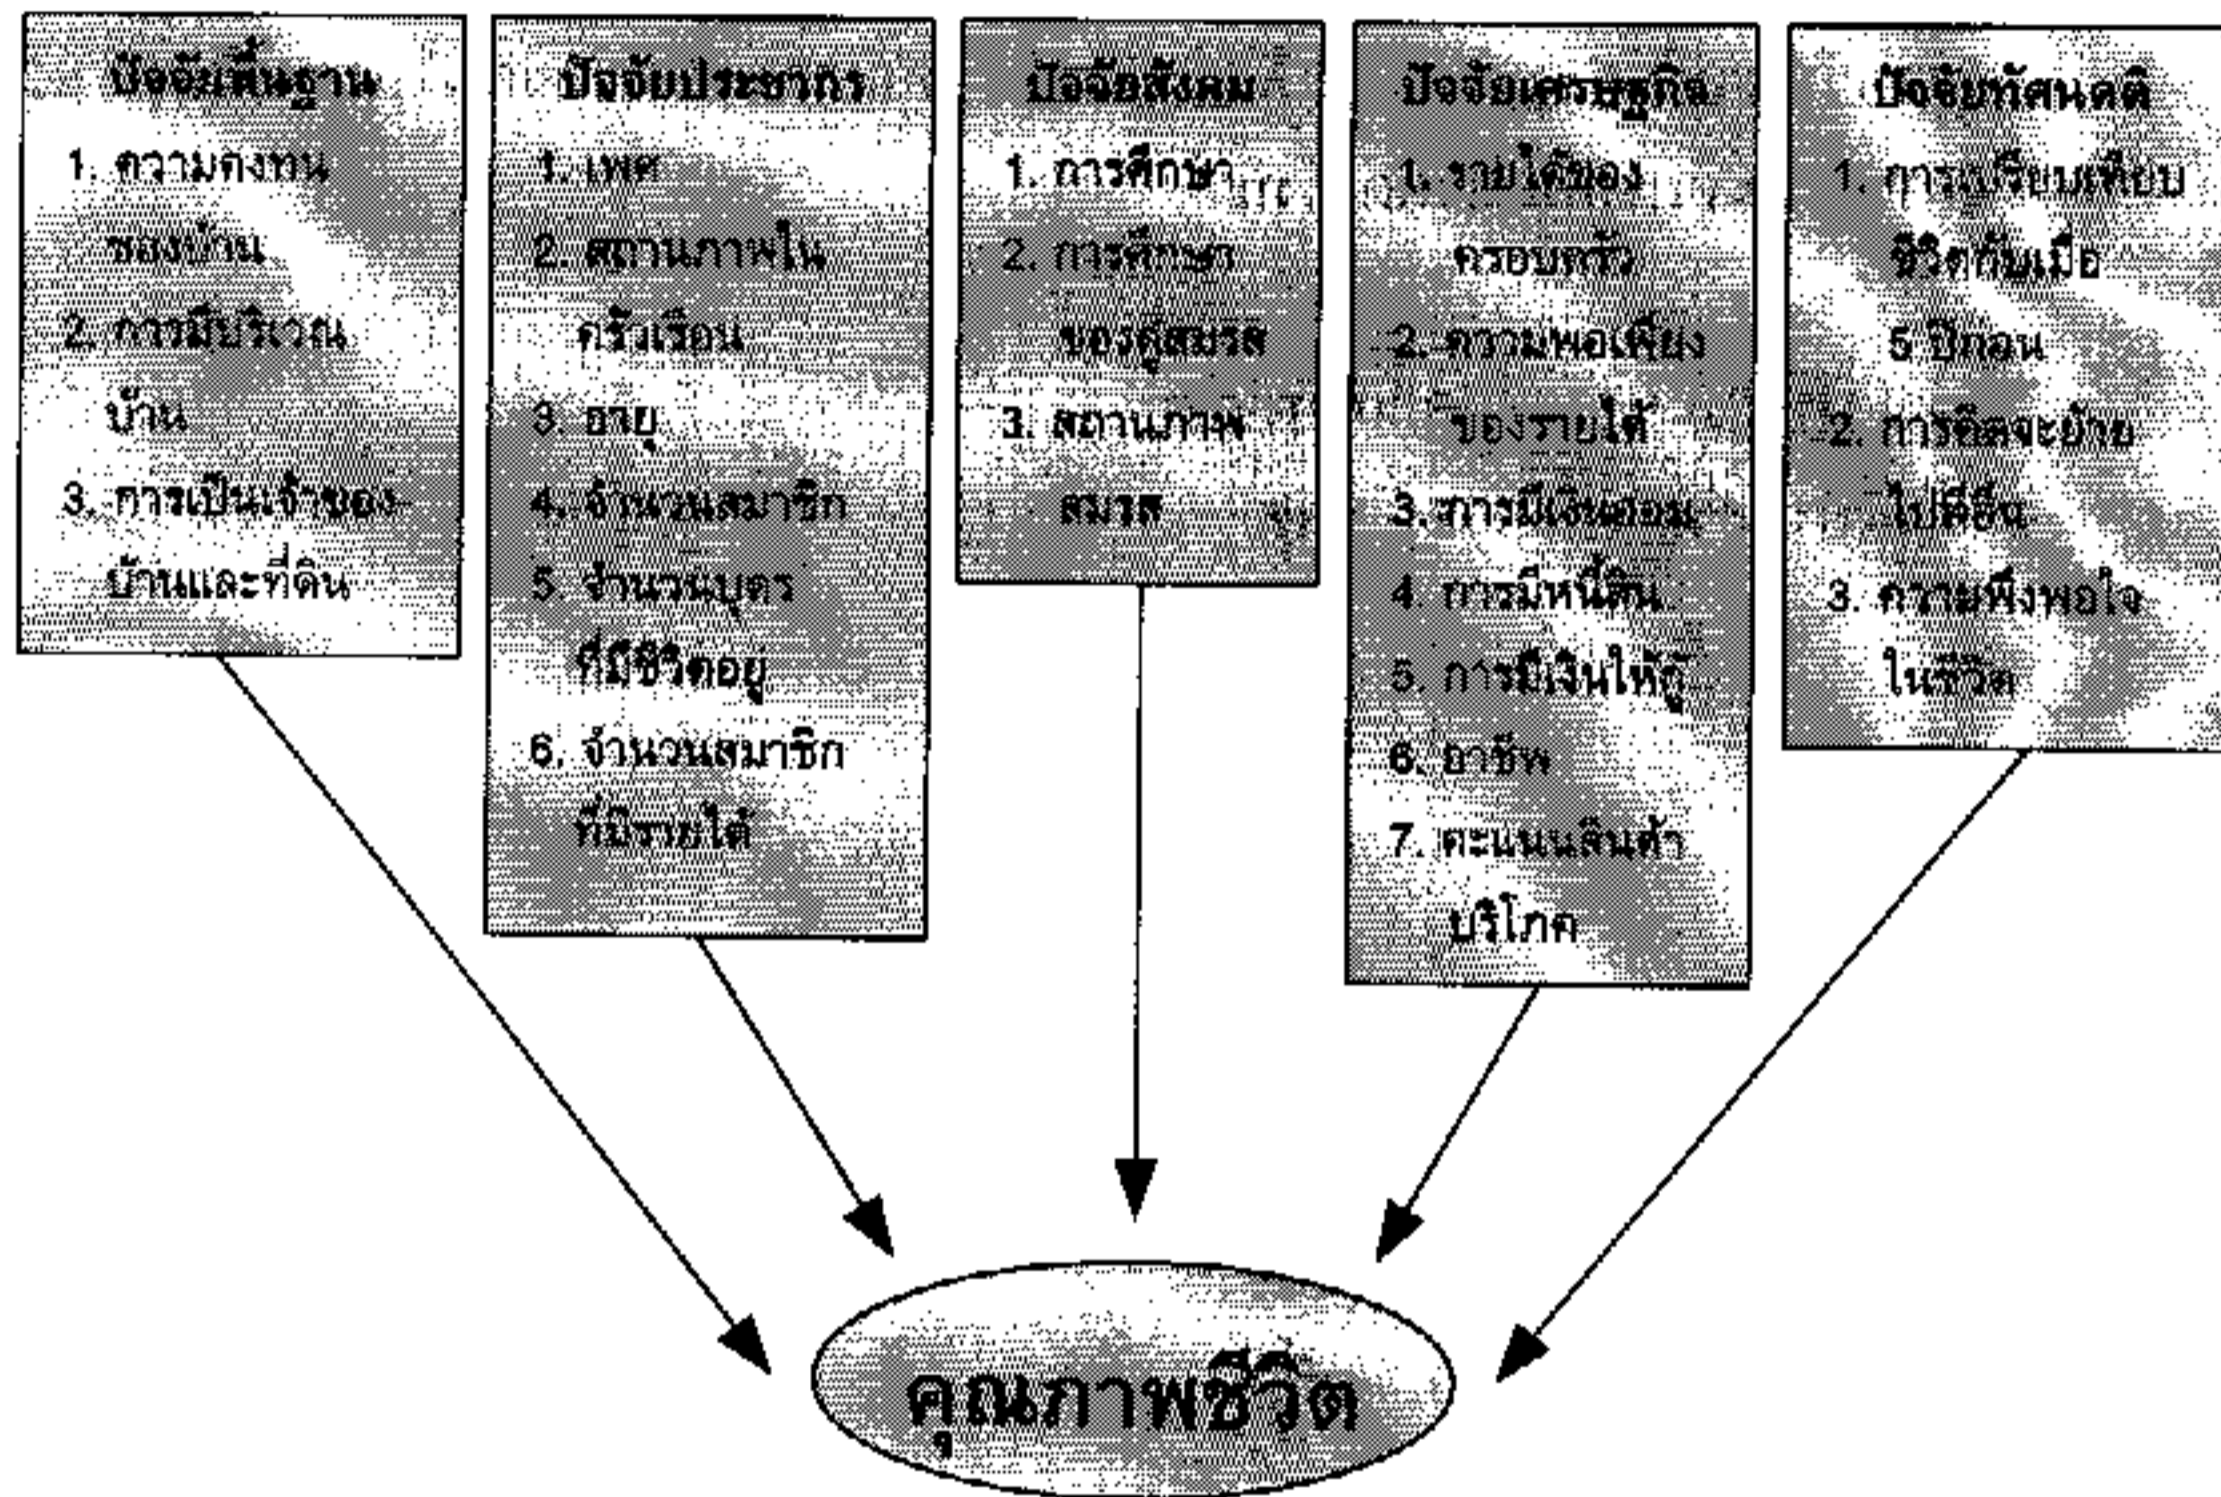 ปัจจัยพื้นฐาน
1. ความคงทน
ของบ้าน
2. การมีบริเวณ
บ้าน
3. การเป็นเจ้าของ
บ้านและที่ดิน
ปัจจัยประชากร
1. เพศ
2. สถานภาพใน
ครัวเรือน
3. อายุ
4. จำนวนสมาชิก
5. จำนวนบุตร
ที่มีชีวิตอยู่
6. จำนวนสมาชิก
ที่มีรายได้
ปัจจัยสังคม
1. การศึกษา
2. การศึกษา
ของคู่สมรส
3. สถานภาพ
สมรส
ปัจจัยเศรษฐกิจ
1. รายได้ของ
ครอบครัว
2. ความพอเพียง
ของรายได้
3. การมีเงินออม
4. การมีหนี้สิน
5. การมีเงินให้กู้
6. อาชีพ
7. คะแนนสินค้า
บริโภค
ปัจจัยทัศนคติ
1. การเปรียบเทียบ
ชีวิตกับเมื่อ
5 ปีก่อน
2. การคิดจะย้าย
ไปที่อื่น
3. ความพึงพอใจ
ในชีวิต
คุณภาพชีวิต